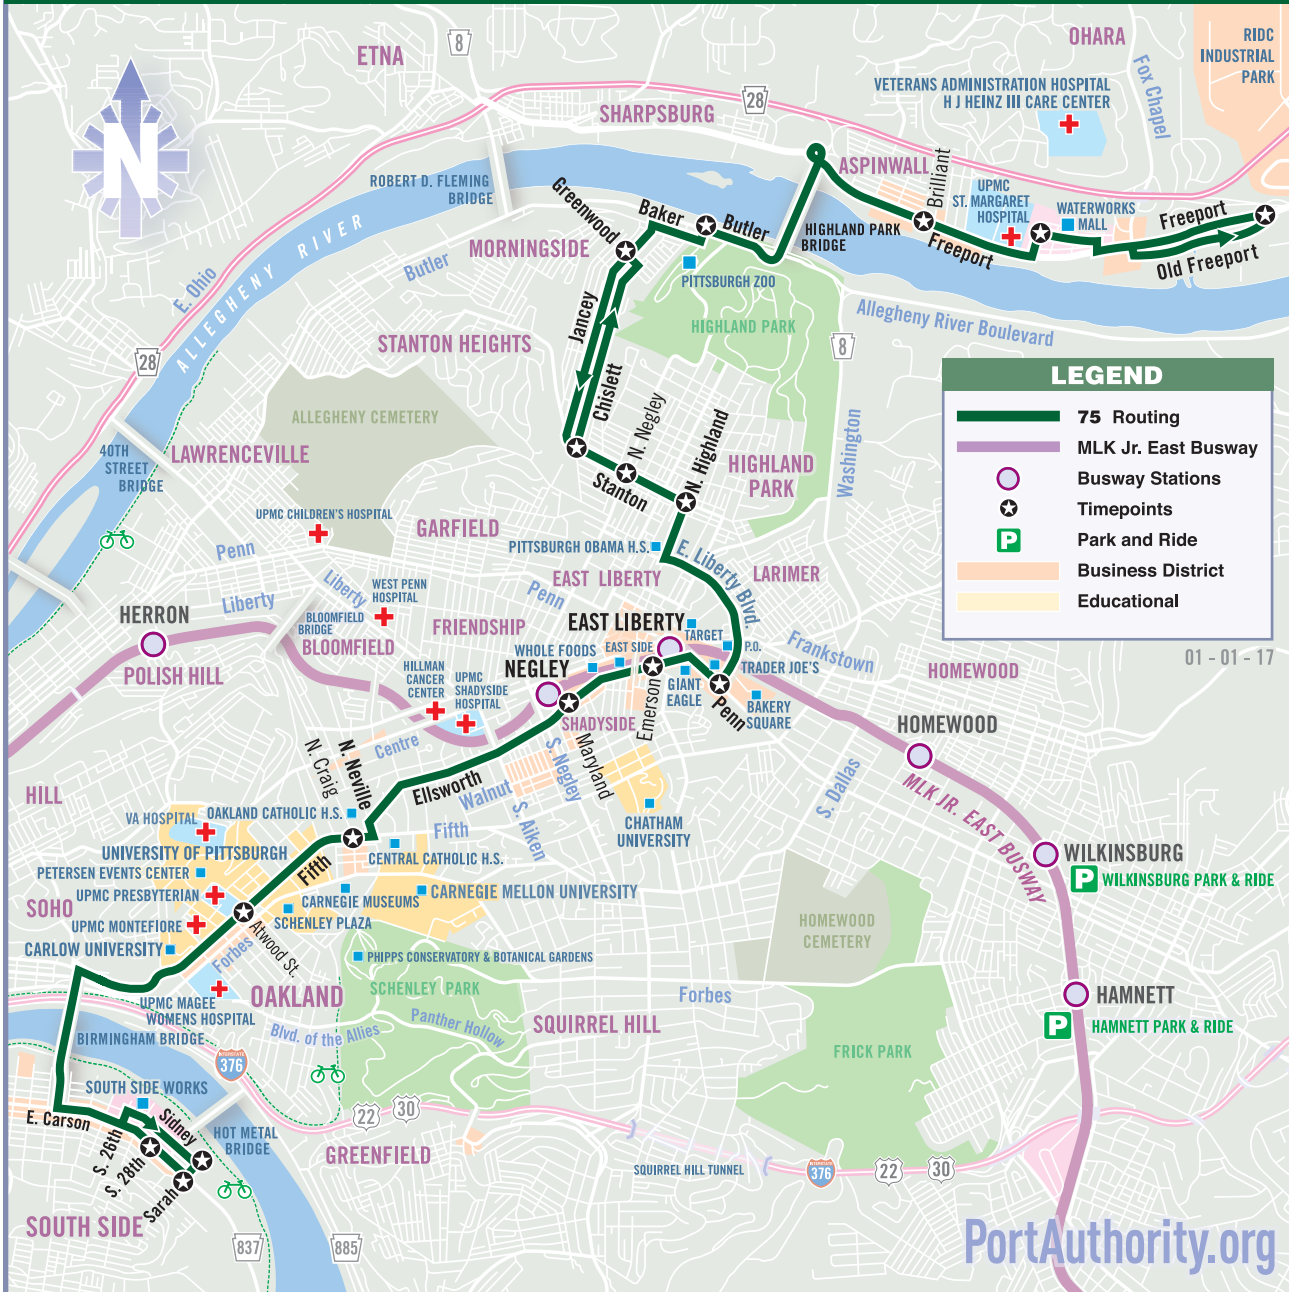 ETNA
8
OHARA
RIDC
INDUSTRIAL
PARK
Fox Chapel
VETERANS ADMINISTRATION HOSPITAL
H J HEINZ III CARE CENTER
28
SHARPSBURG
N
ASPINWALL
Brilliant
ROBERT D. FLEMING
BRIDGE
Greenwood
Baker
Butler
UPMC
ST. MARGARET
HOSPITAL
WATERWORKS
MALL
Freeport
HIGHLAND PARK
BRIDGE
Freeport
Old Freeport
MORNINGSIDE
Butler
PITTSBURGH ZOO
E. Ohio
ALLEGHENY RIVER
Jancey
HIGHLAND PARK
Allegheny River Boulevard
STANTON HEIGHTS
8
28
Chislett
LEGEND
75 Routing
MLK Jr. East Busway
Busway Stations
Timepoints
P
Park and Ride
Business District
Educational
01 - 01 - 17
ALLEGHENY CEMETERY
N. Negley
N. Highland
Washington
40TH
STREET
BRIDGE
LAWRENCEVILLE
HIGHLAND
PARK
Stanton
UPMC CHILDREN'S HOSPITAL
GARFIELD
Penn
PITTSBURGH OBAMA H.S.
E. Liberty Blvd.
EAST LIBERTY
LARIMER
Liberty
Liberty
WEST PENN
HOSPITAL
Penn
HERRON
BLOOMFIELD
BRIDGE
BLOOMFIELD
FRIENDSHIP
EAST LIBERTY
TARGET
P.O.
Frankstown
POLISH HILL
WHOLE FOODS
EAST SIDE
NEGLEY
TRADER JOE'S
HOMEWOOD
HILLMAN
CANCER
CENTER
UPMC
SHADYSIDE
HOSPITAL
GIANT
EAGLE
Penn
BAKERY
SQUARE
SHADYSIDE
Emerson
HOMEWOOD
Centre
N. Craig
N. Neville
Ellsworth
Walnut
S. Negley
Maryland
S. Aiken
S. Dallas
MLK JR. EAST BUSWAY
HILL
VA HOSPITAL
OAKLAND CATHOLIC H.S.
Fifth
CHATHAM
UNIVERSITY
UNIVERSITY OF PITTSBURGH
CENTRAL CATHOLIC H.S.
WILKINSBURG
P
WILKINSBURG PARK & RIDE
PETERSEN EVENTS CENTER
Fifth
UPMC PRESBYTERIAN
CARNEGIE MUSEUMS
CARNEGIE MELLON UNIVERSITY
SOHO
SCHENLEY PLAZA
UPMC MONTEFIORE
Atwood St.
HOMEWOOD
CEMETERY
CARLOW UNIVERSITY
Forbes
PHIPPS CONSERVATORY & BOTANICAL GARDENS
UPMC MAGEE
WOMENS HOSPITAL
OAKLAND
SCHENLEY PARK
Forbes
HAMNETT
P
HAMNETT PARK & RIDE
BIRMINGHAM BRIDGE
Blvd. of the Allies
Panther Hollow
SQUIRREL HILL
FRICK PARK
INTERSTATE
376
SOUTH SIDE WORKS
22
30
E. Carson
Sidney
S. 26th
S. 28th
Sarah
HOT METAL
BRIDGE
GREENFIELD
SQUIRREL HILL TUNNEL
INTERSTATE
376
22
30
SOUTH SIDE
837
885
PortAuthority.org